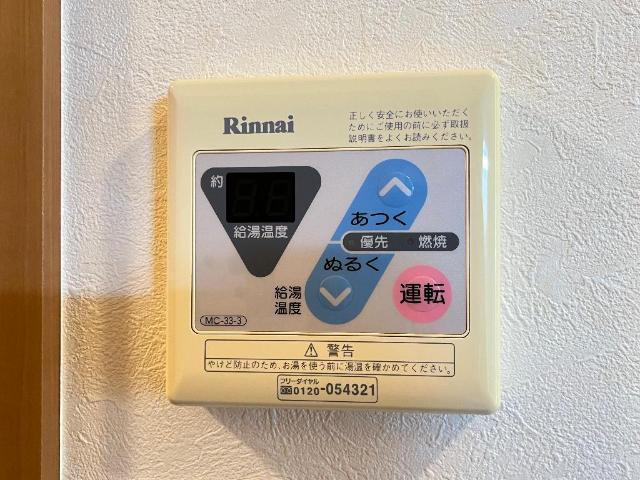 Rinnai
正しく安全にお使いいただく
ためにご使用の前に必ず取扱
説明書をよくお読みください。
約
給湯温度
あつく
優先 燃焼
ぬるく
給湯
温度
運転
MC-33-3
⚠ 警告
やけど防止のため、お湯を使う前に湯温を確かめてください。
フリーダイヤル
0120-054321